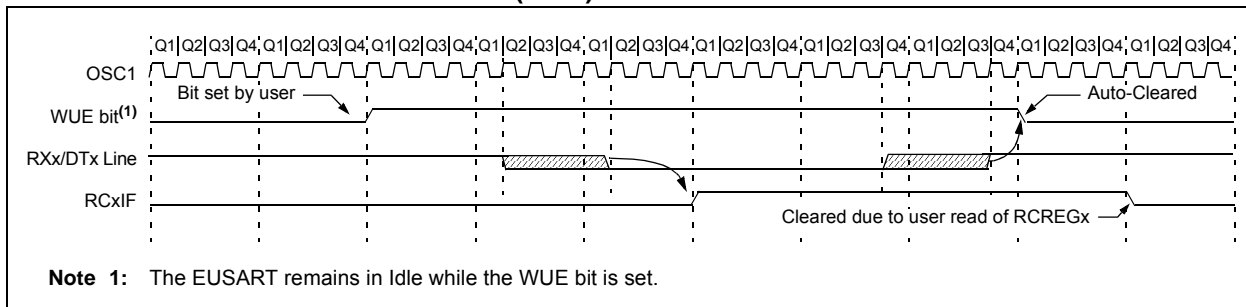 Q1 Q2 Q3 Q4 Q1 Q2 Q3 Q4 Q1 Q2 Q3 Q4 Q1 Q2 Q3 Q4 Q1 Q2 Q3 Q4 Q1 Q2 Q3 Q4 Q1 Q2 Q3 Q4 Q1 Q2 Q3 Q4 Q1 Q2 Q3 Q4 Q1 Q2 Q3 Q4
OSC1
Bit set by user
Auto-Cleared
WUE bit(1)
RXx/DTx Line
RCxIF
Cleared due to user read of RCREGx
Note 1: The EUSART remains in Idle while the WUE bit is set.